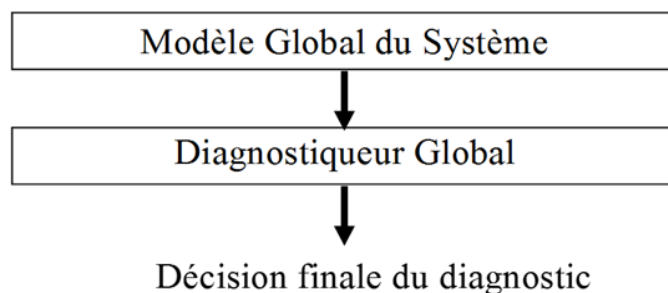 Modèle Global du Système
Diagnostiqueur Global
Décision finale du diagnostic